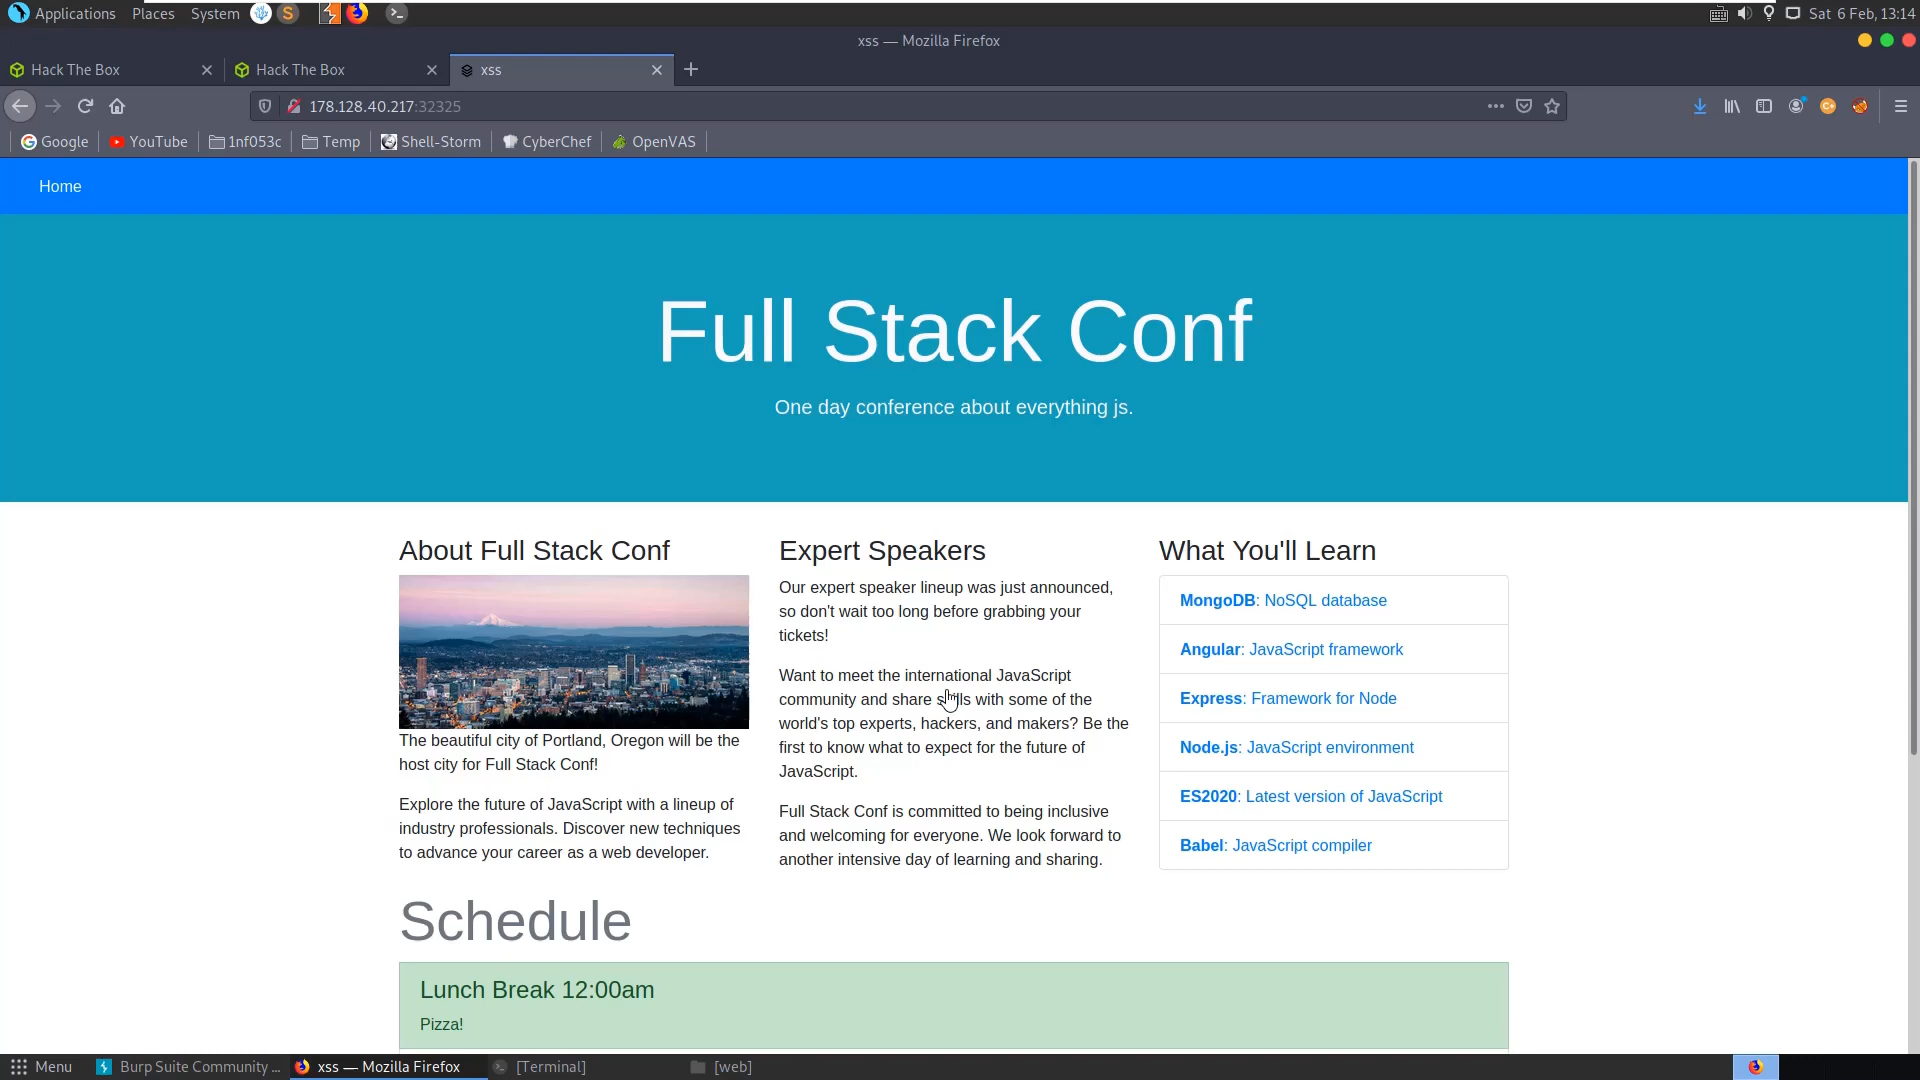 Applications Places System Sat 6 Feb, 13:14
xss — Mozilla Firefox
Hack The Box Hack The Box xss
178.128.40.217:32325
Google YouTube 1nf053c Temp Shell-Storm CyberChef OpenVAS
Home
Full Stack Conf
One day conference about everything js.
About Full Stack Conf
The beautiful city of Portland, Oregon will be the
host city for Full Stack Conf!
Explore the future of JavaScript with a lineup of
industry professionals. Discover new techniques
to advance your career as a web developer.
Expert Speakers
Our expert speaker lineup was just announced,
so don't wait too long before grabbing your
tickets!
Want to meet the international JavaScript
community and share skills with some of the
world's top experts, hackers, and makers? Be the
first to know what to expect for the future of
JavaScript.
Full Stack Conf is committed to being inclusive
and welcoming for everyone. We look forward to
another intensive day of learning and sharing.
What You'll Learn
MongoDB: NoSQL database
Angular: JavaScript framework
Express: Framework for Node
Node.js: JavaScript environment
ES2020: Latest version of JavaScript
Babel: JavaScript compiler
Schedule
Lunch Break 12:00am
Pizza!
Menu Burp Suite Community ... xss — Mozilla Firefox [Terminal] [web]